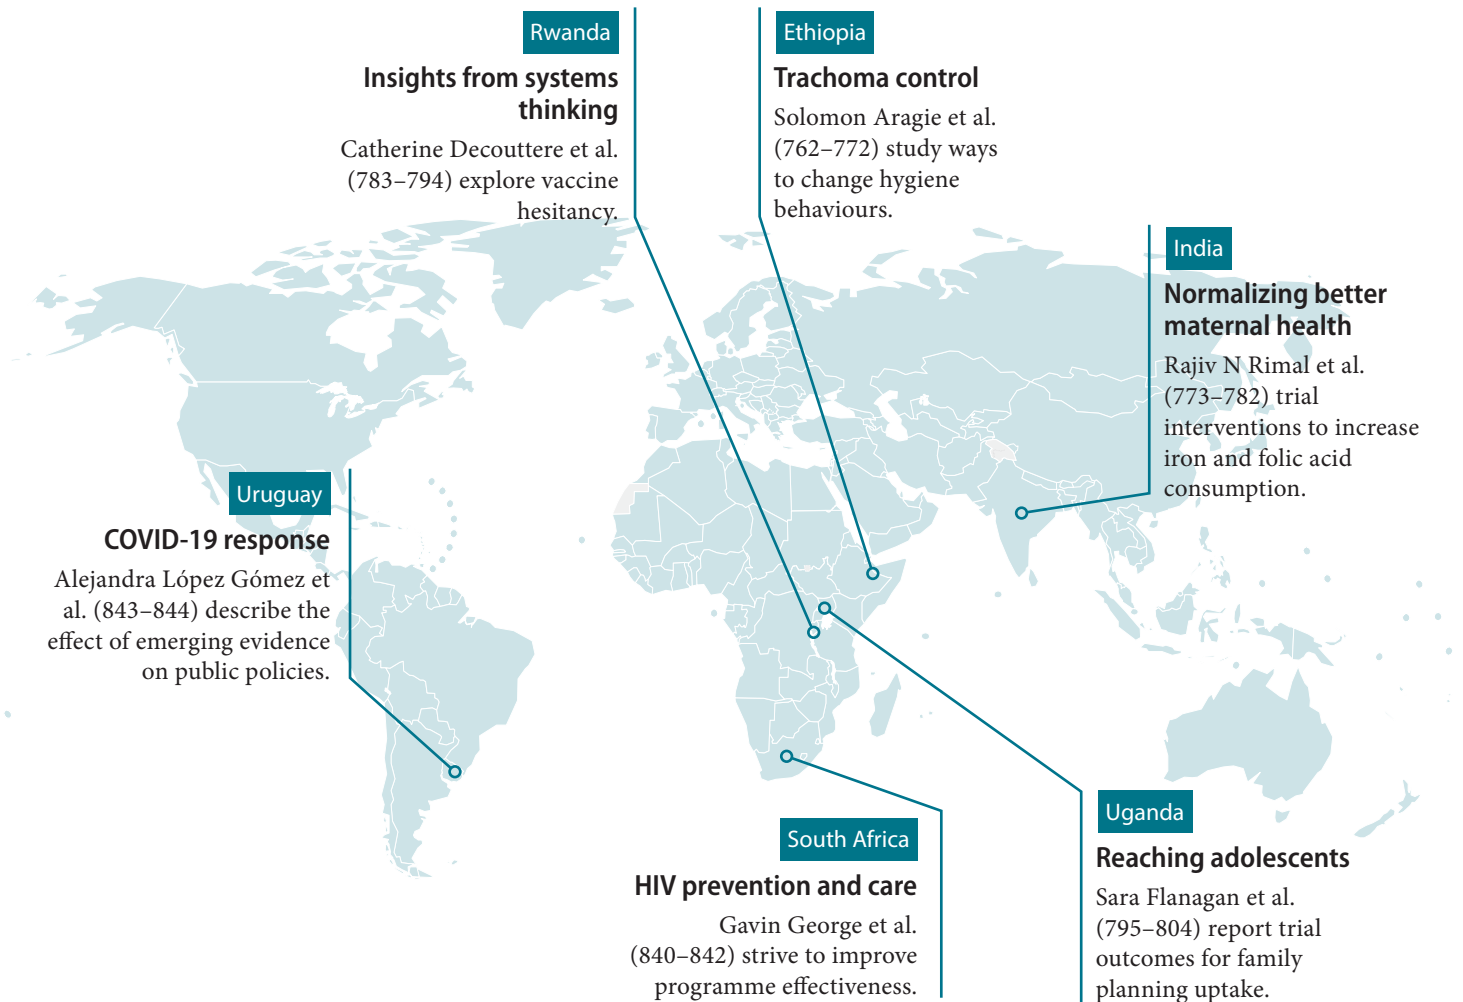 Rwanda
Insights from systems
thinking
Catherine Decouttere et al.
(783–794) explore vaccine
hesitancy.
Ethiopia
Trachoma control
Solomon Aragie et al.
(762–772) study ways
to change hygiene
behaviours.
India
Normalizing better
maternal health
Rajiv N Rimal et al.
(773–782) trial
interventions to increase
iron and folic acid
consumption.
Uruguay
COVID-19 response
Alejandra López Gómez et
al. (843–844) describe the
effect of emerging evidence
on public policies.
South Africa
HIV prevention and care
Gavin George et al.
(840–842) strive to improve
programme effectiveness.
Uganda
Reaching adolescents
Sara Flanagan et al.
(795–804) report trial
outcomes for family
planning uptake.